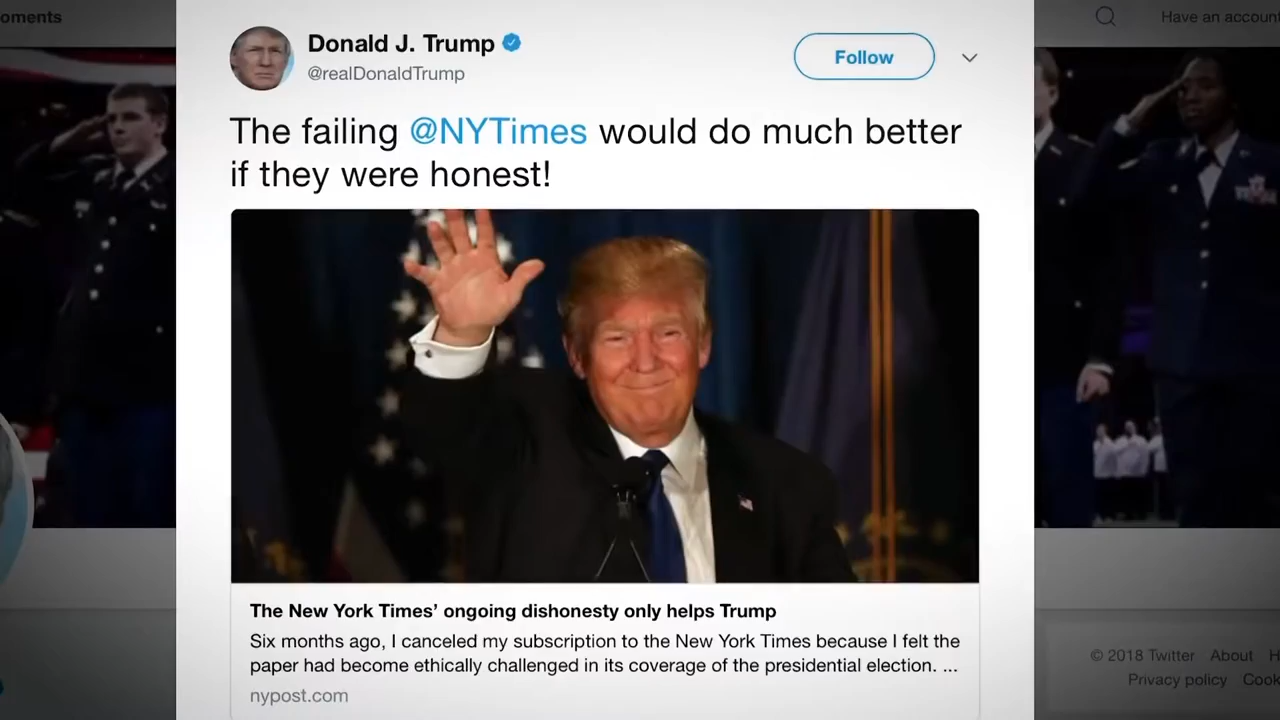 oments
Have an accoun
Donald J. Trump
@realDonaldTrump
Follow
The failing @NYTimes would do much better
if they were honest!
The New York Times’ ongoing dishonesty only helps Trump
Six months ago, I canceled my subscription to the New York Times because I felt the
paper had become ethically challenged in its coverage of the presidential election. ...
nypost.com
© 2018 Twitter About H
Privacy policy Cook